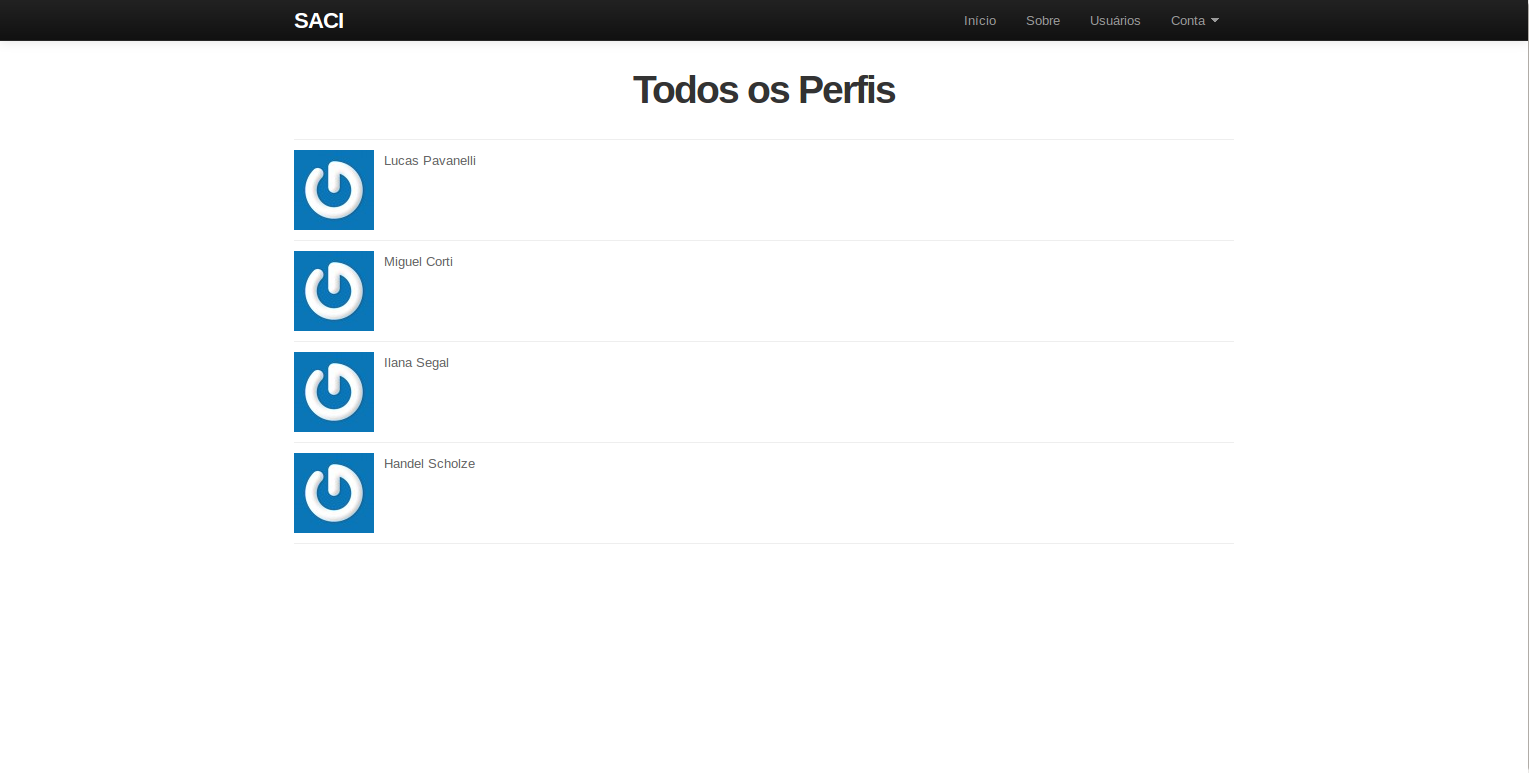 SACI Início Sobre Usuários Conta
Todos os Perfis
Lucas Pavanelli
Miguel Corti
Ilana Segal
Handel Scholze